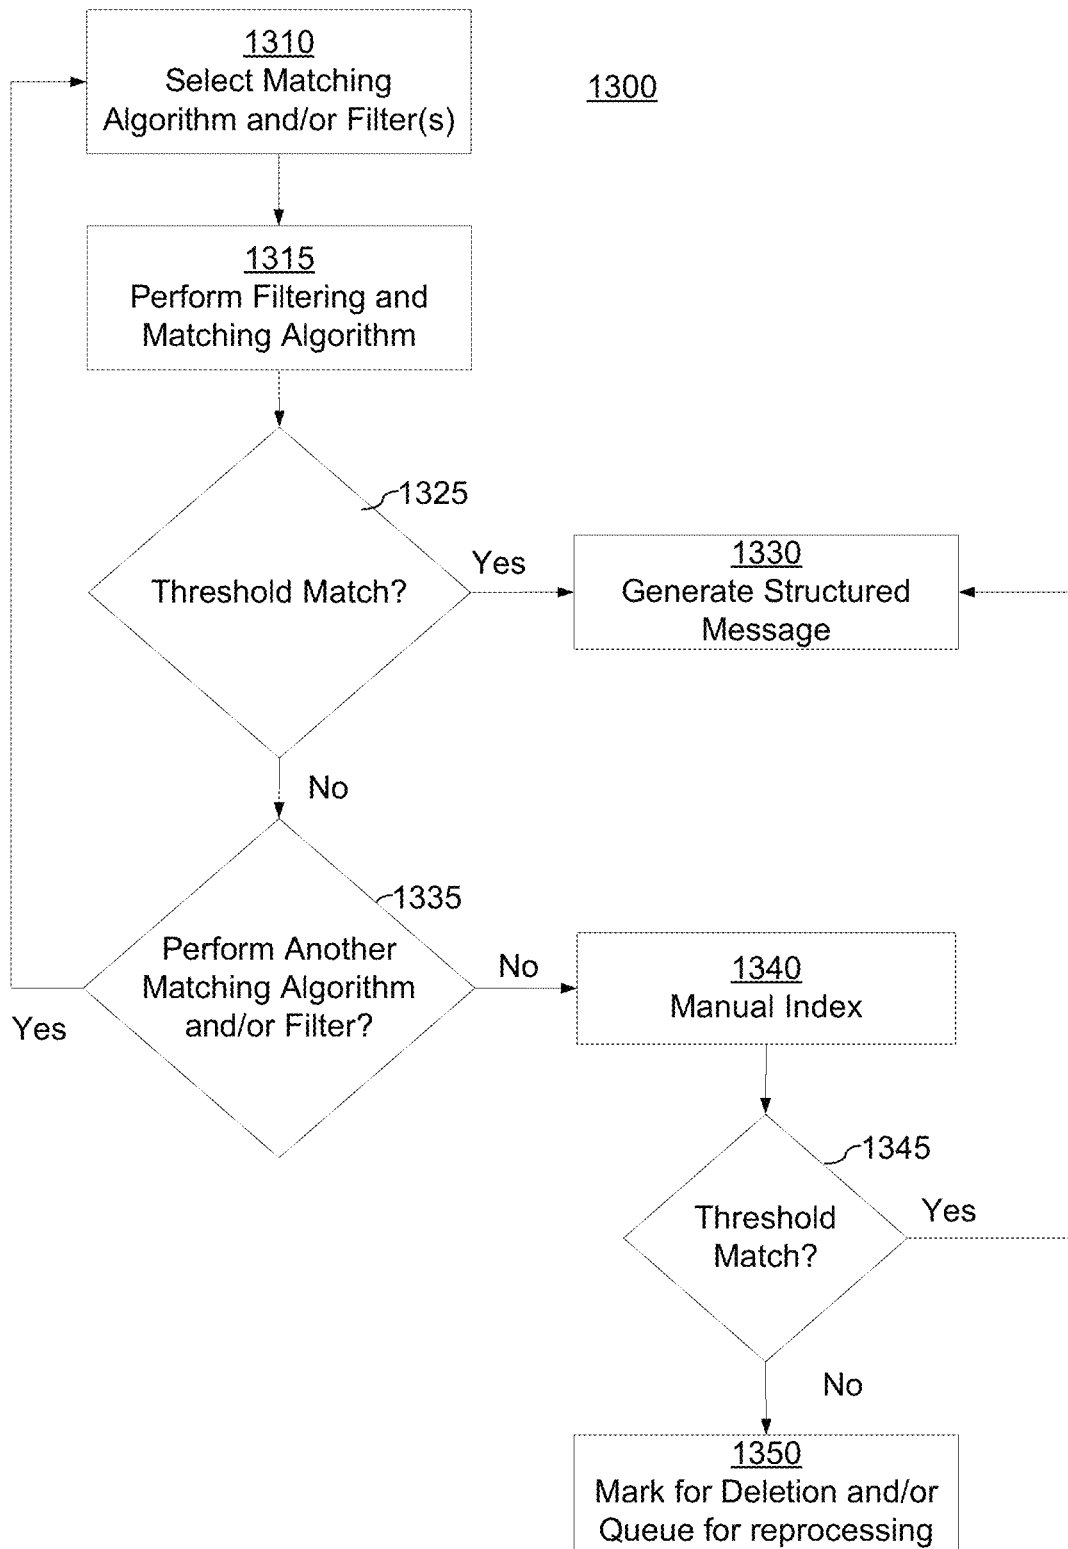 1310
Select Matching
Algorithm and/or Filter(s)
1300
1315
Perform Filtering and
Matching Algorithm
1325
Threshold Match?
Yes
1330
Generate Structured
Message
No
1335
Perform Another
Matching Algorithm
and/or Filter?
Yes
No
1340
Manual Index
1345
Threshold
Match?
Yes
No
1350
Mark for Deletion and/or
Queue for reprocessing